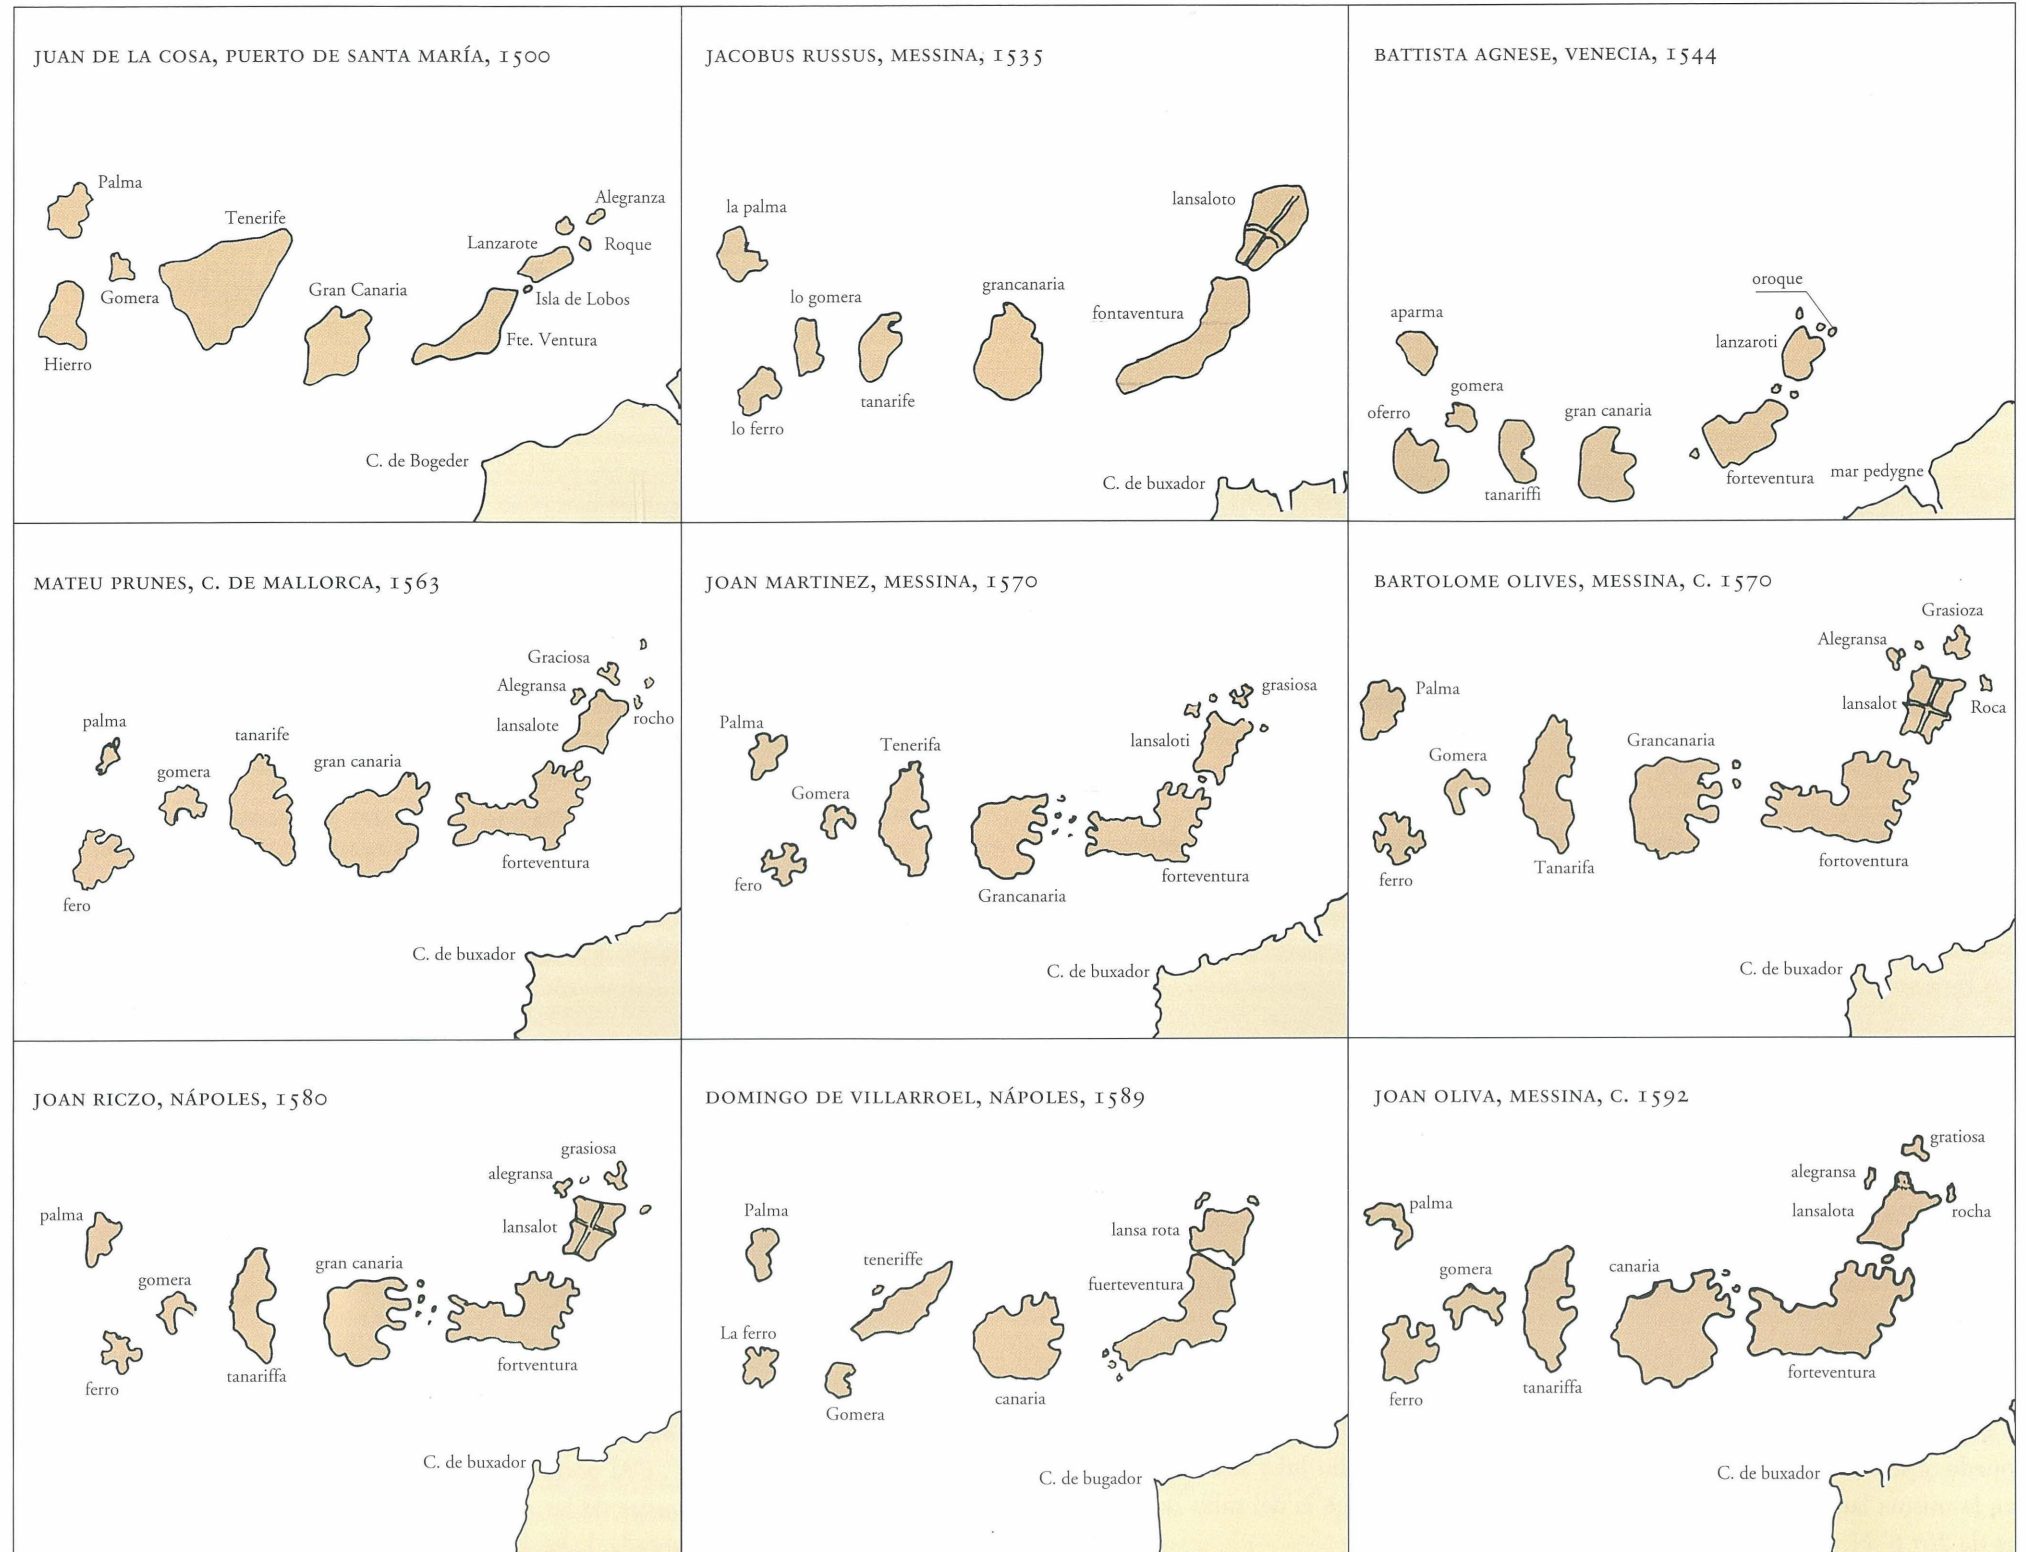 JUAN DE LA COSA, PUERTO DE SANTA MARÍA, 1500
Palma
Alegranza
Tenerife
Lanzarote
Roque
Gomera
Gran Canaria
Isla de Lobos
Fte. Ventura
Hierro
C. de Bogeder
JACOBUS RUSSUS, MESSINA, 1535
lansaloto
la palma
grancanaria
lo gomera
fontaventura
tanarife
lo ferro
C. de buxador
BATTISTA AGNESE, VENECIA, 1544
oroque
aparma
lanzaroti
gomera
oferro
gran canaria
mar pedygne
forteventura
tanariffi
MATEU PRUNES, C. DE MALLORCA, 1563
Graciosa
Alegransa
rocho
palma
lansalote
tanarife
gran canaria
gomera
forteventura
fero
C. de buxador
JOAN MARTINEZ, MESSINA, 1570
grasiosa
Palma
lansaloti
Tenerifa
Gomera
forteventura
fero
Grancanaria
C. de buxador
BARTOLOME OLIVES, MESSINA, C. 1570
Grasioza
Alegransa
Palma
lansalot
Roca
Grancanaria
Gomera
fortoventura
Tanarifa
ferro
C. de buxador
JOAN RICZO, NÁPOLES, 1580
grasiosa
alegransa
palma
lansalot
gran canaria
gomera
fortventura
tanariffa
ferro
C. de buxador
DOMINGO DE VILLARROEL, NÁPOLES, 1589
Palma
lansa rota
teneriffe
fuerteventura
La ferro
canaria
Gomera
C. de bugador
JOAN OLIVA, MESSINA, C. 1592
gratiosa
alegransa
palma
lansalota
rocha
canaria
gomera
forteventura
tanariffa
ferro
C. de buxador